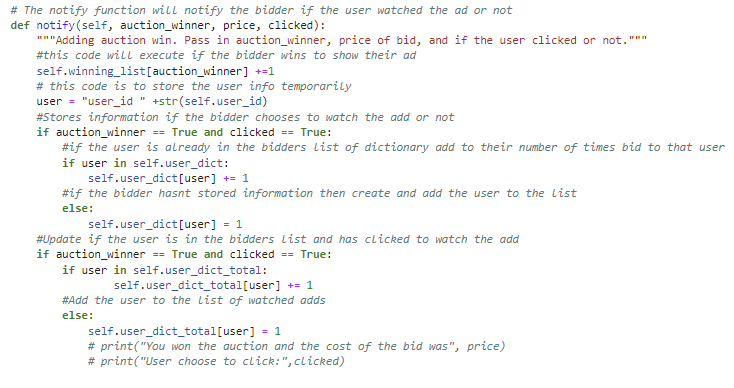 # The notify function will notify the bidder if the user watched the ad or not
def notify(self, auction_winner, price, clicked):
    """Adding auction win. Pass in auction_winner, price of bid, and if the user clicked or not."""
    #this code will execute if the bidder wins to show their ad
    self.winning_list[auction_winner] +=1
    # this code is to store the user info temporarily
    user = "user_id " +str(self.user_id)
    #Stores information if the bidder chooses to watch the add or not
    if auction_winner == True and clicked == True:
        #if the user is already in the bidders list of dictionary add to their number of times bid to that user
        if user in self.user_dict:
            self.user_dict[user] += 1
        #if the bidder hasnt stored information then create and add the user to the list
        else:
            self.user_dict[user] = 1
    #Update if the user is in the bidders list and has clicked to watch the add
    if auction_winner == True and clicked == True:
        if user in self.user_dict_total:
                self.user_dict_total[user] += 1
        #Add the user to the list of watched adds
        else:
            self.user_dict_total[user] = 1
            # print("You won the auction and the cost of the bid was", price)
            # print("User choose to click:",clicked)